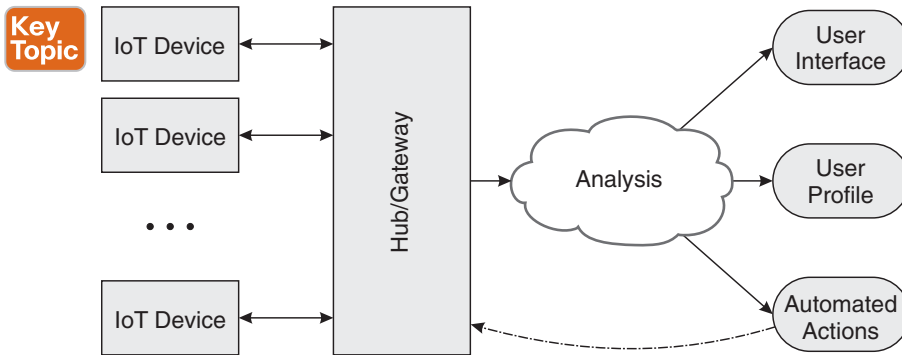 Key
Topic
IoT Device
IoT Device
• • •
IoT Device
Hub/Gateway
Analysis
User
Interface
User
Profile
Automated
Actions